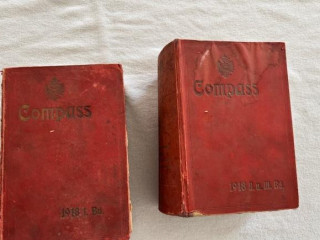 Compass
1918 I. Bd.
Compass
1918 II. u. III. Bd.